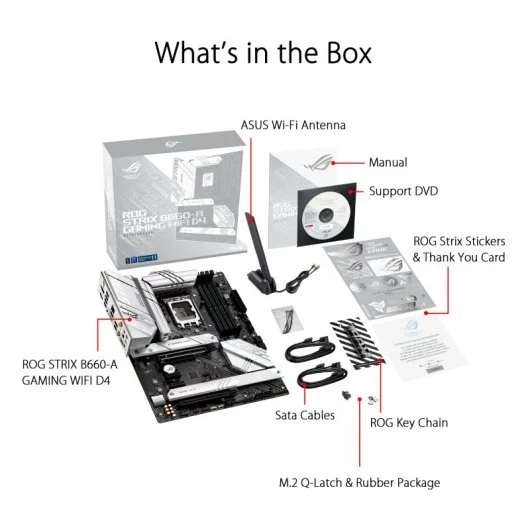 What's in the Box
ASUS Wi-Fi Antenna
Manual
Support DVD
ROG
STRIX B660-A
GAMING WIFI D4
ROG Strix Stickers
& Thank You Card
ROG STRIX B660-A
GAMING WIFI D4
Sata Cables
ROG Key Chain
M.2 Q-Latch & Rubber Package